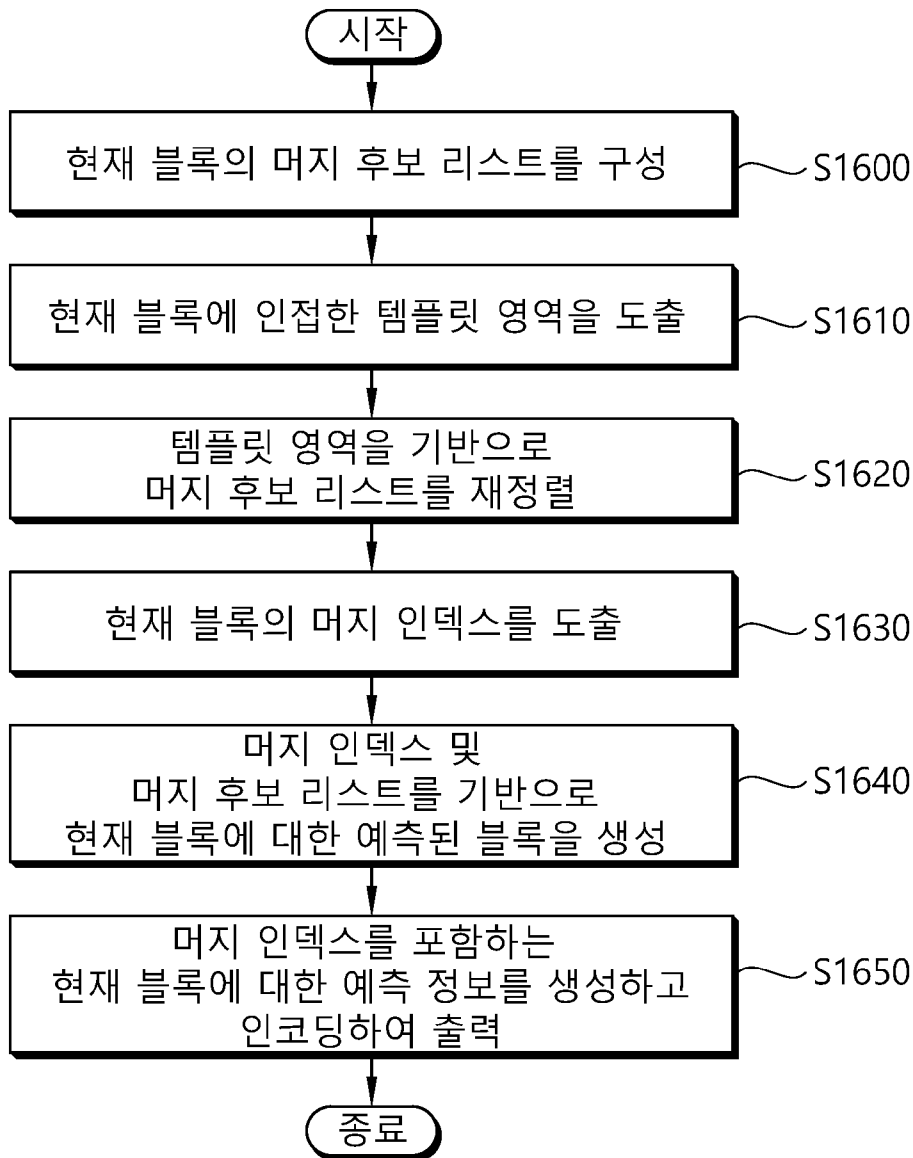 시작
현재 블록의 머지 후보 리스트를 구성
S1600
현재 블록에 인접한 템플릿 영역을 도출
S1610
템플릿 영역을 기반으로
머지 후보 리스트를 재정렬
S1620
현재 블록의 머지 인덱스를 도출
S1630
머지 인덱스 및
머지 후보 리스트를 기반으로
현재 블록에 대한 예측된 블록을 생성
S1640
머지 인덱스를 포함하는
현재 블록에 대한 예측 정보를 생성하고
인코딩하여 출력
S1650
종료